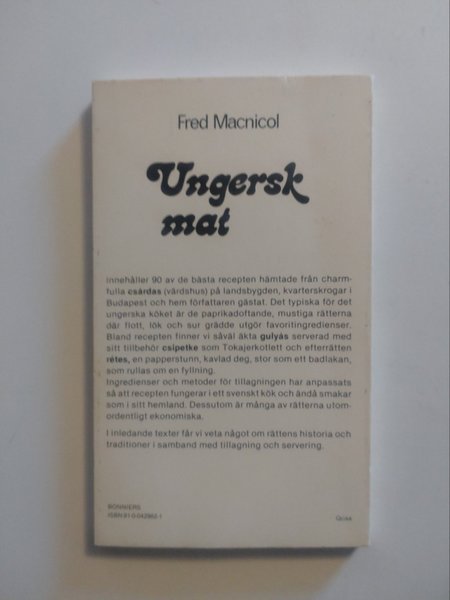 Fred Macnicol
Ungersk
mat
Innehåller 90 av de bästa recepten hämtade från charm-
fulla csárdas (värdshus) på landsbygden, kvarterskrogar i
Budapest och hem författaren gästat. Det typiska för det
ungerska köket är de paprikadoftande, mustiga rätterna
där flott, lök och sur grädde utgör favoritingredienser.
Bland recepten finner vi såväl äkta gulyás serverad med
sitt tillbehör csipetke som Tokajerkotlett och efterrätten
rétes, en papperstunn, kavlad deg, stor som ett badlakan,
som rullas om en fyllning.
Ingredienser och metoder för tillagningen har anpassats
så att recepten fungerar i ett svenskt kök och ändå smakar
som i sitt hemland. Dessutom är många av rätterna utom-
ordentligt ekonomiska.
I inledande texter får vi veta något om rättens historia och
traditioner i samband med tillagning och servering.
BONNIERS
ISBN 91-0-042962-1